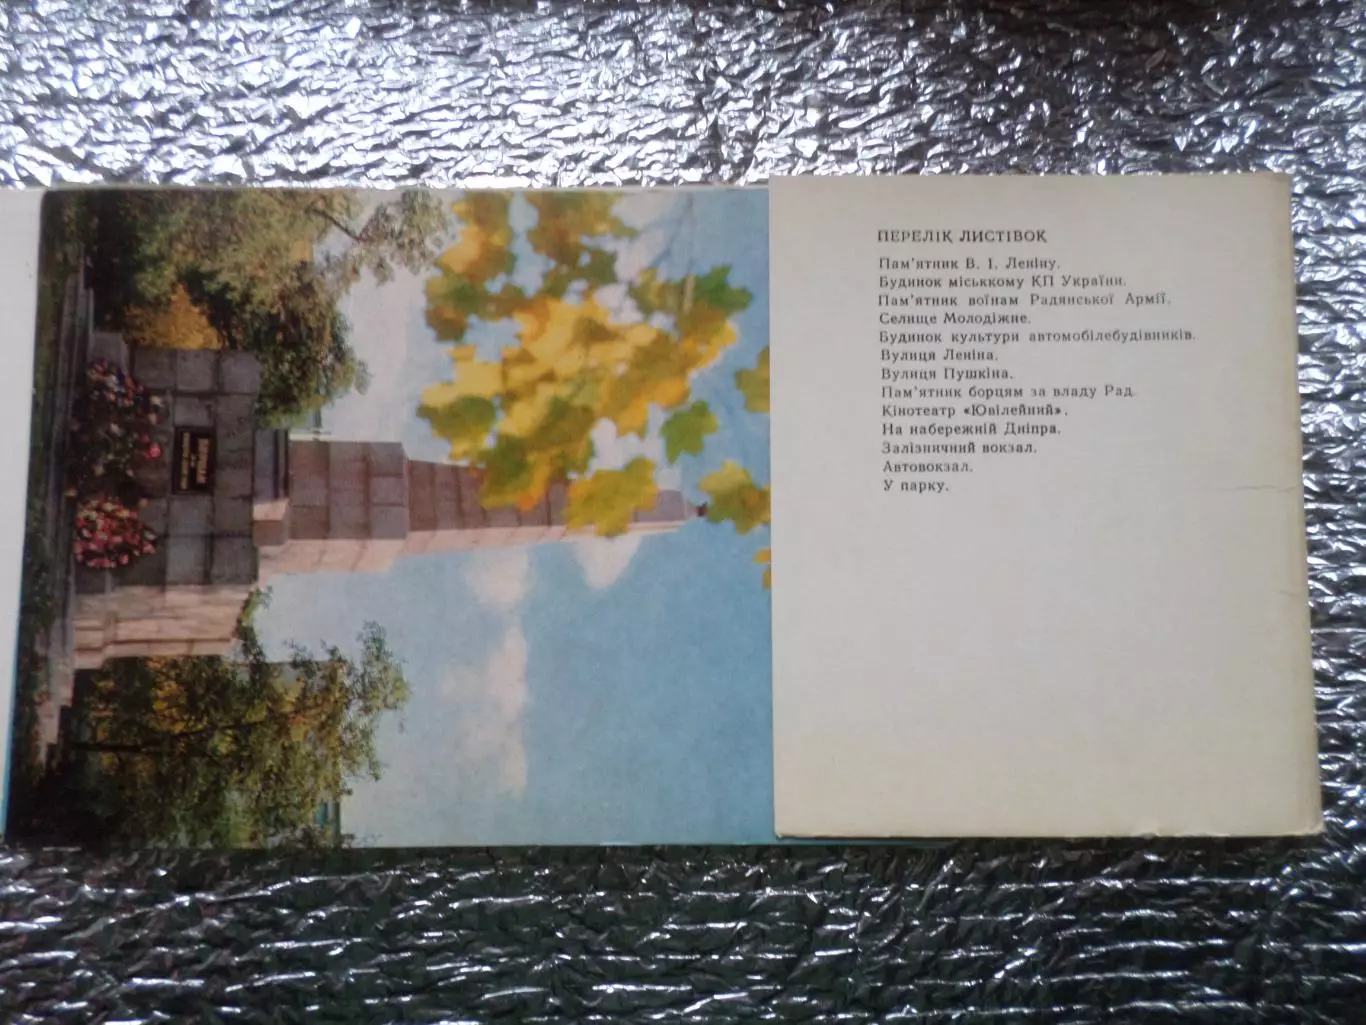 ПЕРЕЛІК ЛИСТІВОК
Пам'ятник В. І. Леніну.
Будинок міськкому КП України.
Пам'ятник воїнам Радянської Армії.
Селище Молодіжне.
Будинок культури автомобілебудівників.
Вулиця Леніна.
Вулиця Пушкіна.
Пам'ятник борцям за владу Рад.
Кінотеатр «Ювілейний».
На набережній Дніпра.
Залізничний вокзал.
Автовокзал.
У парку.